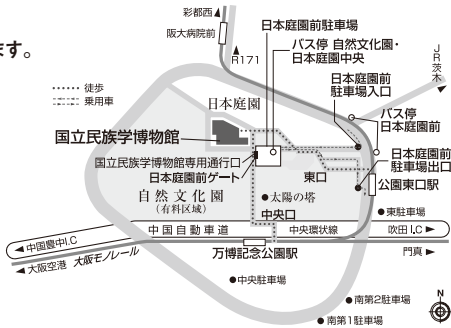 彩都西
阪大病院前
ます。
R171
日本庭園前駐車場
バス停 自然文化園・
日本庭園中央
JR茨木
日本庭園前
駐車場入口
徒歩
乗用車
日本庭園
バス停
日本庭園前
国立民族学博物館
国立民族学博物館専用通行口
日本庭園前ゲート
日本庭園前
駐車場出口
東口
公園東口駅
自然文化園
(有料区域)
太陽の塔
中央口
東駐車場
中国自動車道
中央環状線
吹田I.C
中国豊中I.C
大阪空港
大阪モノレール
万博記念公園駅
門真
中央駐車場
南第2駐車場
南第1駐車場
N